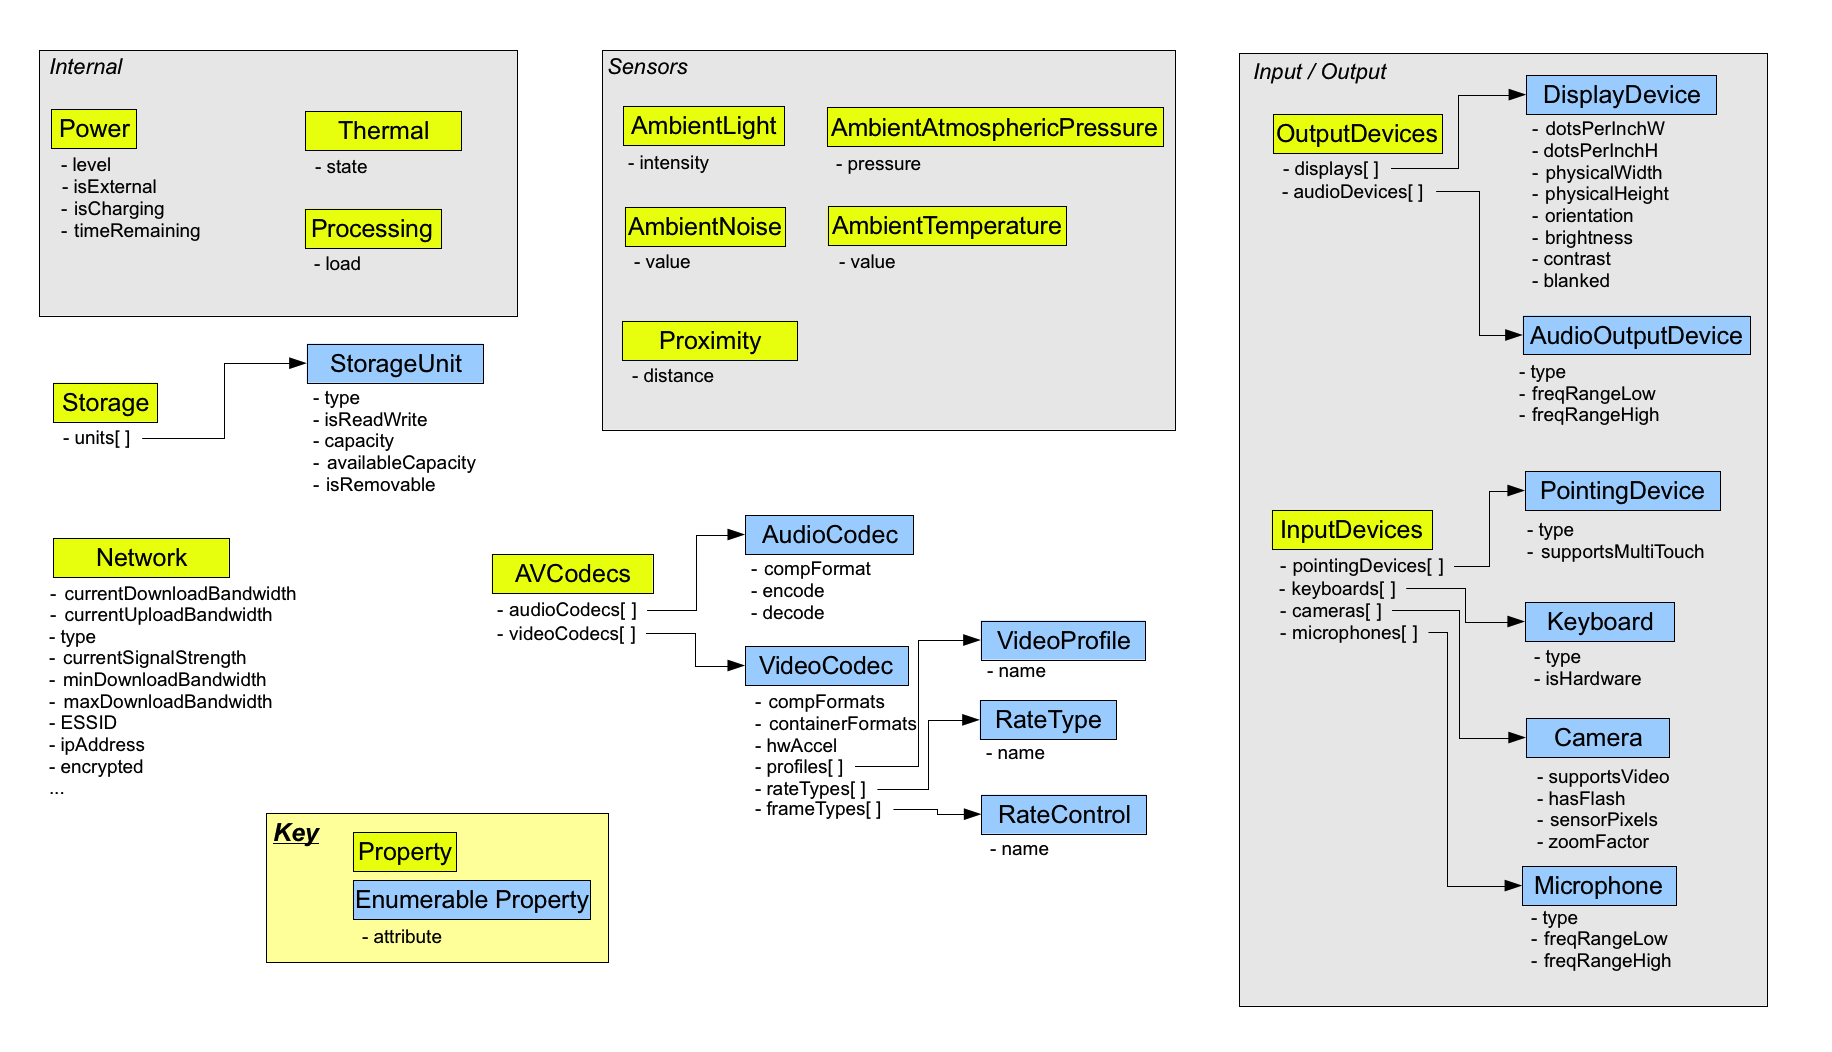 Internal
Power
- level
- isExternal
- isCharging
- timeRemaining
Thermal
- state
Processing
- load
Storage
- units[ ]
StorageUnit
- type
- isReadWrite
- capacity
- availableCapacity
- isRemovable
Network
- currentDownloadBandwidth
- currentUploadBandwidth
- type
- currentSignalStrength
- minDownloadBandwidth
- maxDownloadBandwidth
- ESSID
- ipAddress
- encrypted
...
Key
Property
Enumerable Property
- attribute
Sensors
AmbientLight
- intensity
AmbientAtmosphericPressure
- pressure
AmbientNoise
- value
AmbientTemperature
- value
Proximity
- distance
AVCodecs
- audioCodecs[ ]
- videoCodecs[ ]
AudioCodec
- compFormat
- encode
- decode
VideoCodec
- compFormats
- containerFormats
- hwAccel
- profiles[ ]
- rateTypes[ ]
- frameTypes[ ]
VideoProfile
- name
RateType
- name
RateControl
- name
Input / Output
OutputDevices
- displays[ ]
- audioDevices[ ]
DisplayDevice
- dotsPerInchW
- dotsPerInchH
- physicalWidth
- physicalHeight
- orientation
- brightness
- contrast
- blanked
AudioOutputDevice
- type
- freqRangeLow
- freqRangeHigh
InputDevices
- pointingDevices[ ]
- keyboards[ ]
- cameras[ ]
- microphones[ ]
PointingDevice
- type
- supportsMultiTouch
Keyboard
- type
- isHardware
Camera
- supportsVideo
- hasFlash
- sensorPixels
- zoomFactor
Microphone
- type
- freqRangeLow
- freqRangeHigh